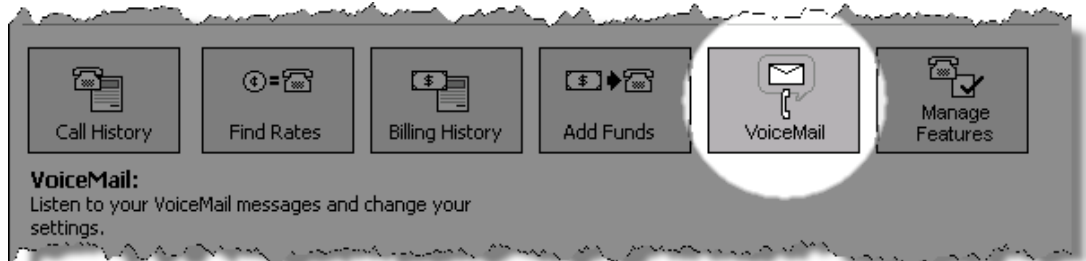 Call History
Find Rates
Billing History
Add Funds
VoiceMail
Manage
Features
VoiceMail:
Listen to your VoiceMail messages and change your
settings.